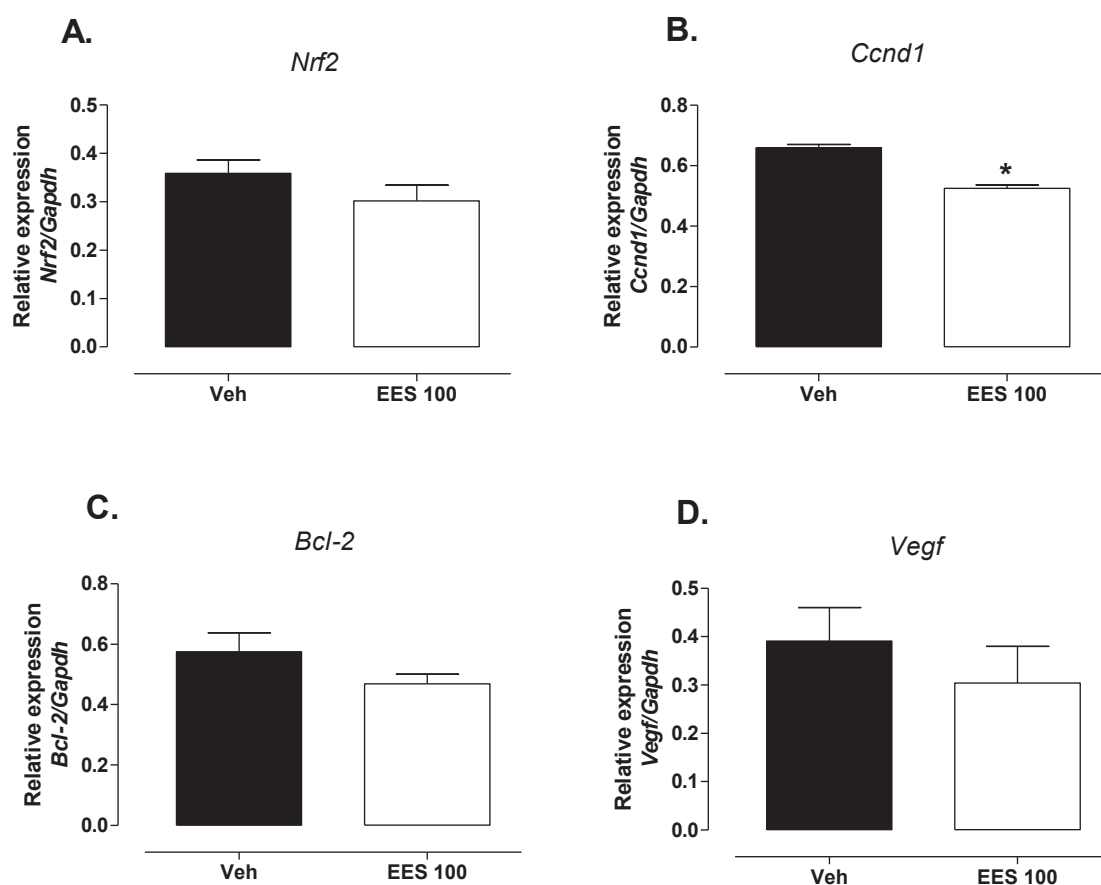 A.
Nrf2
Relative expression
Nrf2/Gapdh
0.5
0.4
0.3
0.2
0.1
0.0
Veh
EES 100
B.
Ccnd1
Relative expression
Ccnd1/Gapdh
0.8
0.6
0.4
0.2
0.0
*
Veh
EES 100
C.
Bcl-2
Relative expression
Bcl-2/Gapdh
0.8
0.6
0.4
0.2
0.0
Veh
EES 100
D.
Vegf
Relative expression
Vegf/Gapdh
0.5
0.4
0.3
0.2
0.1
0.0
Veh
EES 100